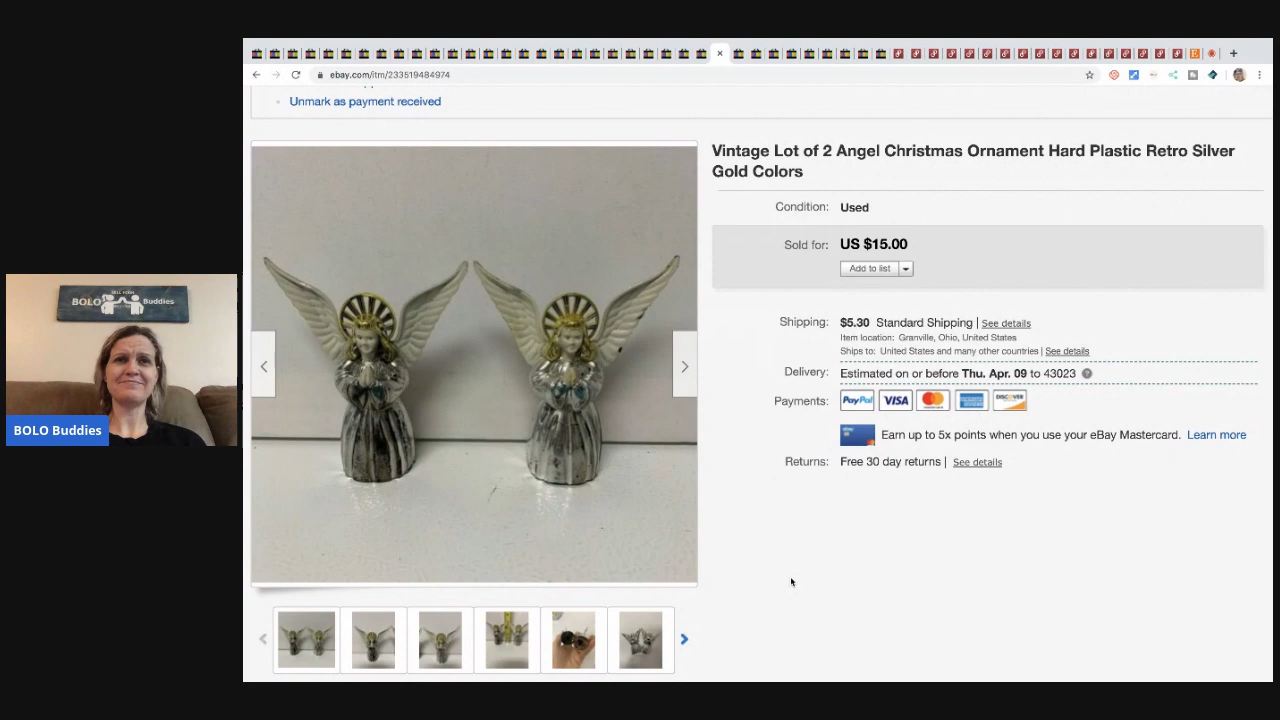 ebay.com/itm/233519484974
Unmark as payment received
Vintage Lot of 2 Angel Christmas Ornament Hard Plastic Retro Silver
Gold Colors
Condition: Used
Sold for: US $15.00
Add to list
Shipping: $5.30 Standard Shipping | See details
Item location: Granville, Ohio, United States
Ships to: United States and many other countries | See details
Delivery: Estimated on or before Thu. Apr. 09 to 43023
Payments: PayPal VISA DISCOVER
Earn up to 5x points when you use your eBay Mastercard. Learn more
Returns: Free 30 day returns | See details
BOLO Buddies
BOLO Buddies